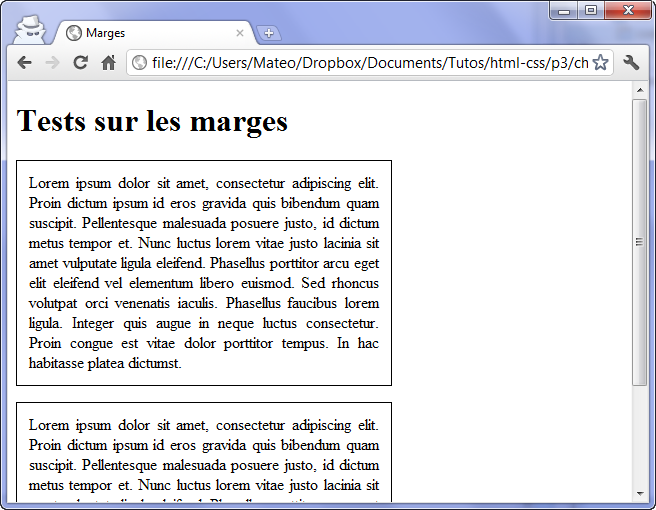 Marges
file:///C:/Users/Mateo/Dropbox/Documents/Tutos/html-css/p3/ch
Tests sur les marges
Lorem ipsum dolor sit amet, consectetur adipiscing elit.
Proin dictum ipsum id eros gravida quis bibendum quam
suscipit. Pellentesque malesuada posuere justo, id dictum
metus tempor et. Nunc luctus lorem vitae justo lacinia sit
amet vulputate ligula eleifend. Phasellus porttitor arcu eget
elit eleifend vel elementum libero euismod. Sed rhoncus
volutpat orci venenatis iaculis. Phasellus faucibus lorem
ligula. Integer quis augue in neque luctus consectetur.
Proin congue est vitae dolor porttitor tempus. In hac
habitasse platea dictumst.
Lorem ipsum dolor sit amet, consectetur adipiscing elit.
Proin dictum ipsum id eros gravida quis bibendum quam
suscipit. Pellentesque malesuada posuere justo, id dictum
metus tempor et. Nunc luctus lorem vitae justo lacinia sit